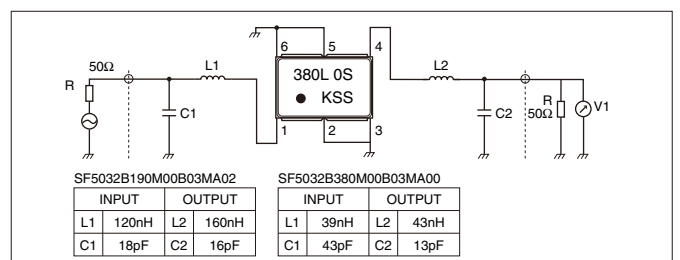 6 5 4
50Ω L1 L2
R
380L 0S
KSS
C1 C2
R
50Ω
V1
1 2 3
SF5032B190M00B03MA02
INPUT OUTPUT
L1 120nH L2 160nH
C1 18pF C2 16pF
SF5032B380M00B03MA00
INPUT OUTPUT
L1 39nH L2 43nH
C1 43pF C2 13pF